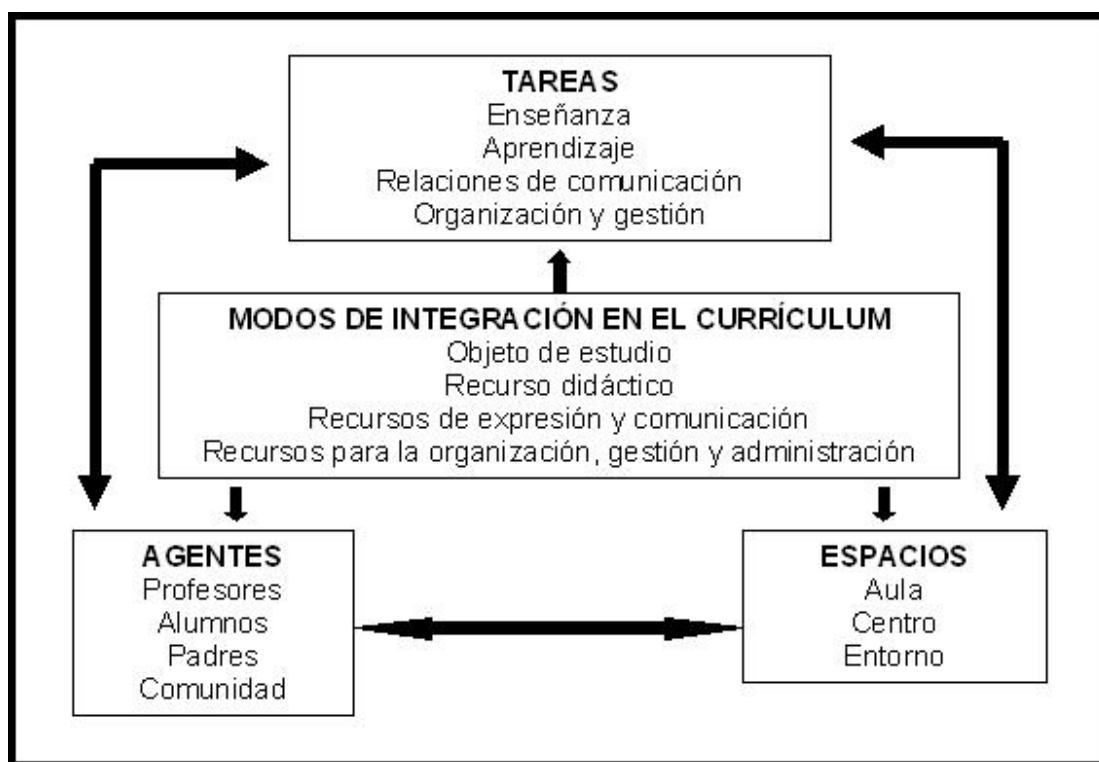 TAREAS
Enseñanza
Aprendizaje
Relaciones de comunicación
Organización y gestión
MODOS DE INTEGRACIÓN EN EL CURRÍCULUM
Objeto de estudio
Recurso didáctico
Recursos de expresión y comunicación
Recursos para la organización, gestión y administración
AGENTES
Profesores
Alumnos
Padres
Comunidad
ESPACIOS
Aula
Centro
Entorno